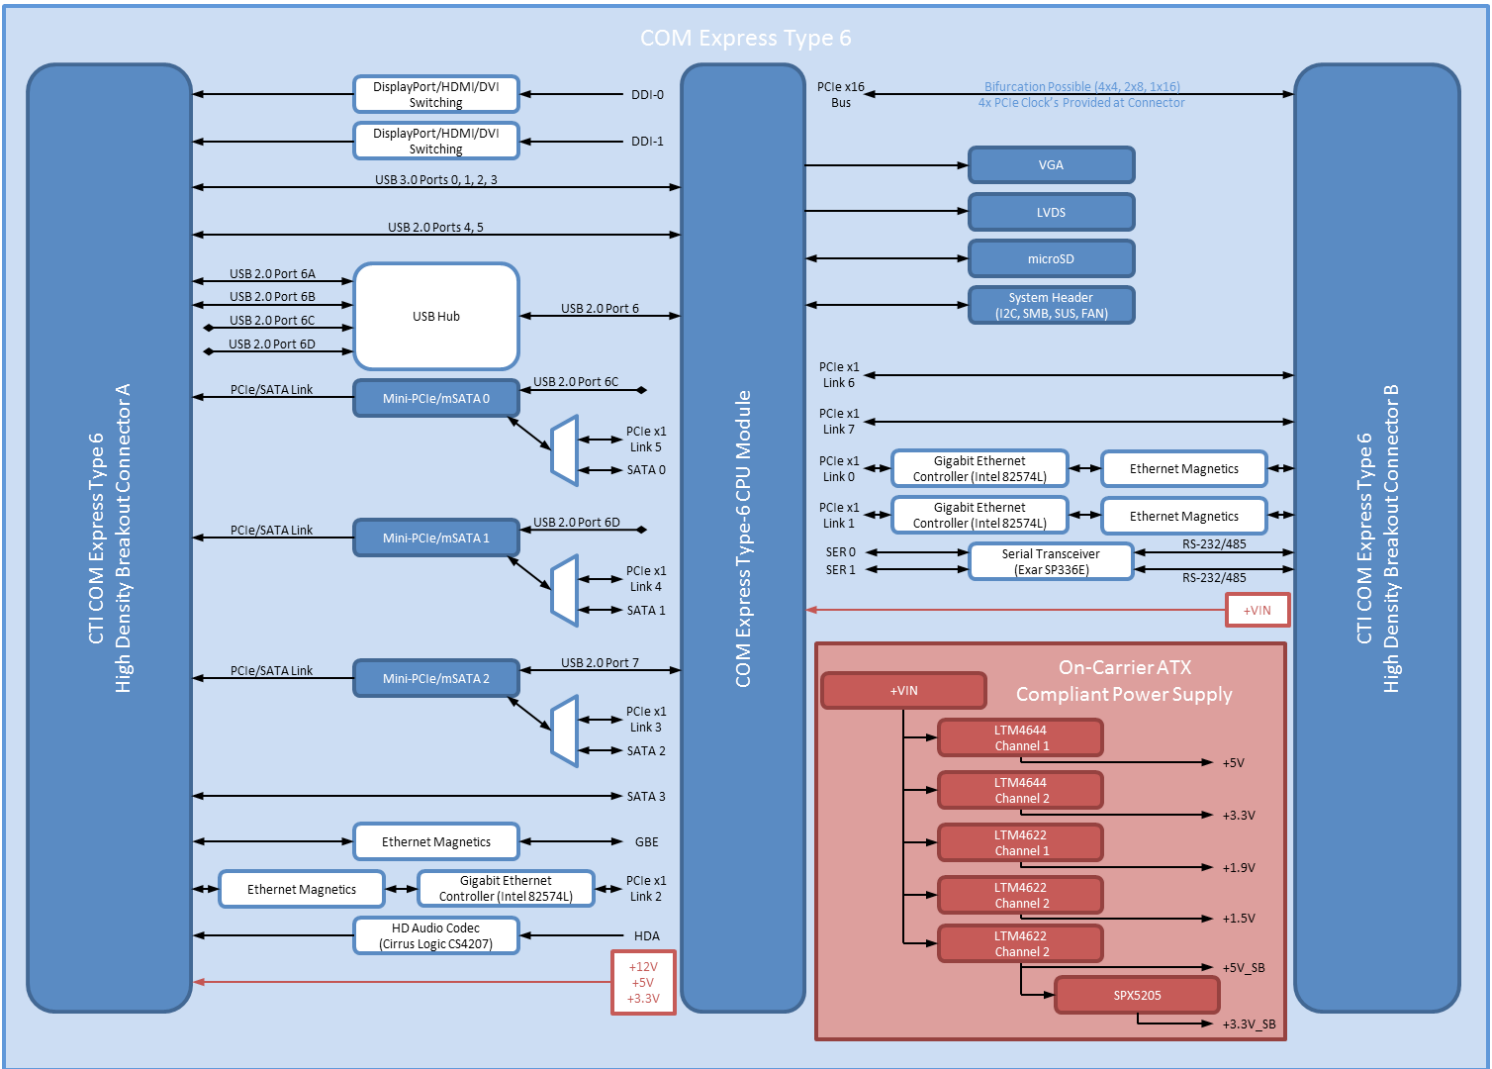 COM Express Type 6
CTI COM Express Type 6
High Density Breakout Connector A
DisplayPort/HDMI/DVI
Switching
DDI-0
DisplayPort/HDMI/DVI
Switching
DDI-1
USB 3.0 Ports 0, 1, 2, 3
USB 2.0 Ports 4, 5
USB 2.0 Port 6A
USB 2.0 Port 6B
USB 2.0 Port 6C
USB 2.0 Port 6D
USB Hub
USB 2.0 Port 6
PCIe/SATA Link
Mini-PCIe/mSATA 0
USB 2.0 Port 6C
PCIe x1
Link 5
SATA 0
PCIe/SATA Link
Mini-PCIe/mSATA 1
USB 2.0 Port 6D
PCIe x1
Link 4
SATA 1
PCIe/SATA Link
Mini-PCIe/mSATA 2
USB 2.0 Port 7
PCIe x1
Link 3
SATA 2
SATA 3
Ethernet Magnetics
GBE
Ethernet Magnetics
Gigabit Ethernet
Controller (Intel 82574L)
PCIe x1
Link 2
HD Audio Codec
(Cirrus Logic CS4207)
HDA
+12V
+5V
+3.3V
COM Express Type-6 CPU Module
PCIe x16
Bus
Bifurcation Possible (4x4, 2x8, 1x16)
4x PCIe Clock's Provided at Connector
VGA
LVDS
microSD
System Header
(I2C, SMB, SUS, FAN)
PCIe x1
Link 6
PCIe x1
Link 7
PCIe x1
Link 0
Gigabit Ethernet
Controller (Intel 82574L)
Ethernet Magnetics
PCIe x1
Link 1
Gigabit Ethernet
Controller (Intel 82574L)
Ethernet Magnetics
SER 0
SER 1
Serial Transceiver
(Exar SP336E)
RS-232/485
RS-232/485
+VIN
On-Carrier ATX
Compliant Power Supply
+VIN
LTM4644
Channel 1
+5V
LTM4644
Channel 2
+3.3V
LTM4622
Channel 1
+1.9V
LTM4622
Channel 2
+1.5V
LTM4622
Channel 2
+5V_SB
SPX5205
+3.3V_SB
CTI COM Express Type 6
High Density Breakout Connector B